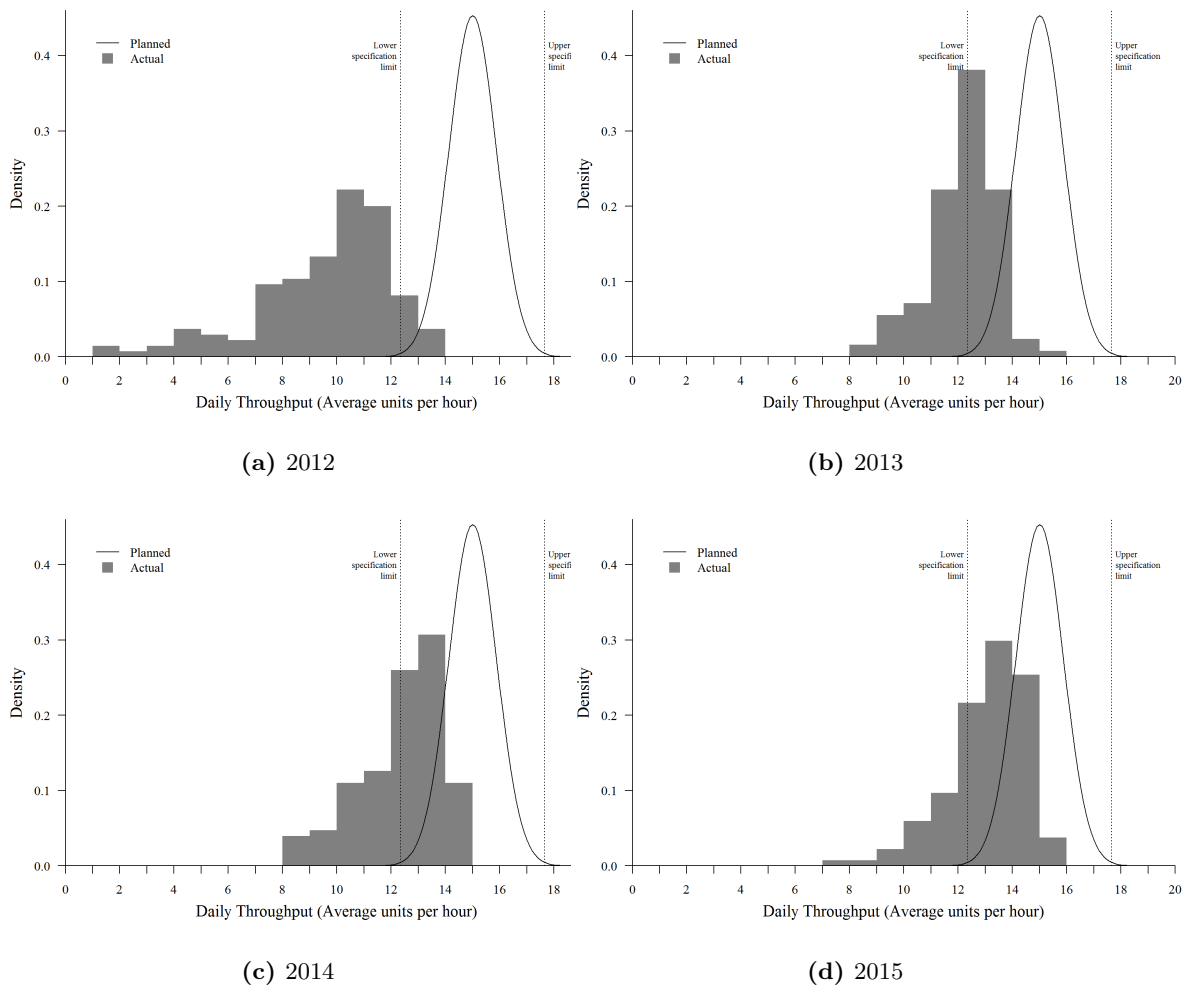 Planned
Actual
Lower
specification
limit
Upper
specifi
0.0
0.1
0.2
0.3
0.4
Density
0 2 4 6 8 10 12 14 16 18
Daily Throughput (Average units per hour)
(a) 2012
Planned
Actual
Lower
specification
limit
Upper
specification
limit
0.0
0.1
0.2
0.3
0.4
Density
0 2 4 6 8 10 12 14 16 18 20
Daily Throughput (Average units per hour)
(b) 2013
Planned
Actual
Lower
specification
limit
Upper
specifi
limit
0.0
0.1
0.2
0.3
0.4
Density
0 2 4 6 8 10 12 14 16 18
Daily Throughput (Average units per hour)
(c) 2014
Planned
Actual
Lower
specification
limit
Upper
specification
limit
0.0
0.1
0.2
0.3
0.4
Density
0 2 4 6 8 10 12 14 16 18 20
Daily Throughput (Average units per hour)
(d) 2015